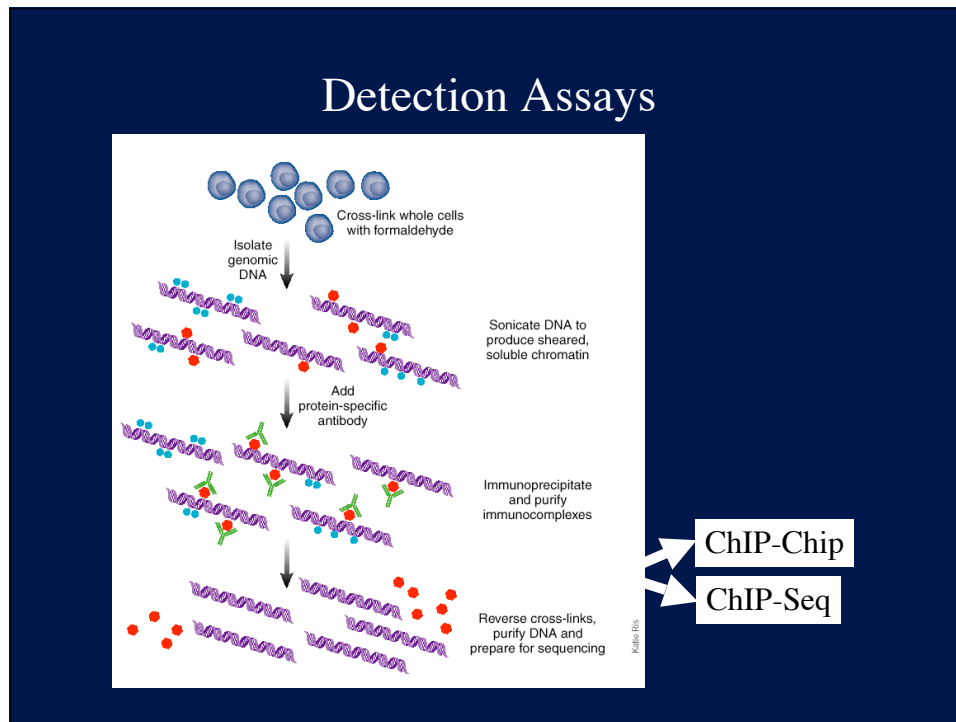 Detection Assays
Cross-link whole cells
with formaldehyde
Isolate
genomic
DNA
Sonicate DNA to
produce sheared,
soluble chromatin
Add
protein-specific
antibody
Immunoprecipitate
and purify
immunocomplexes
ChIP-Chip
ChIP-Seq
Reverse cross-links,
purify DNA and
prepare for sequencing
Katie Ris